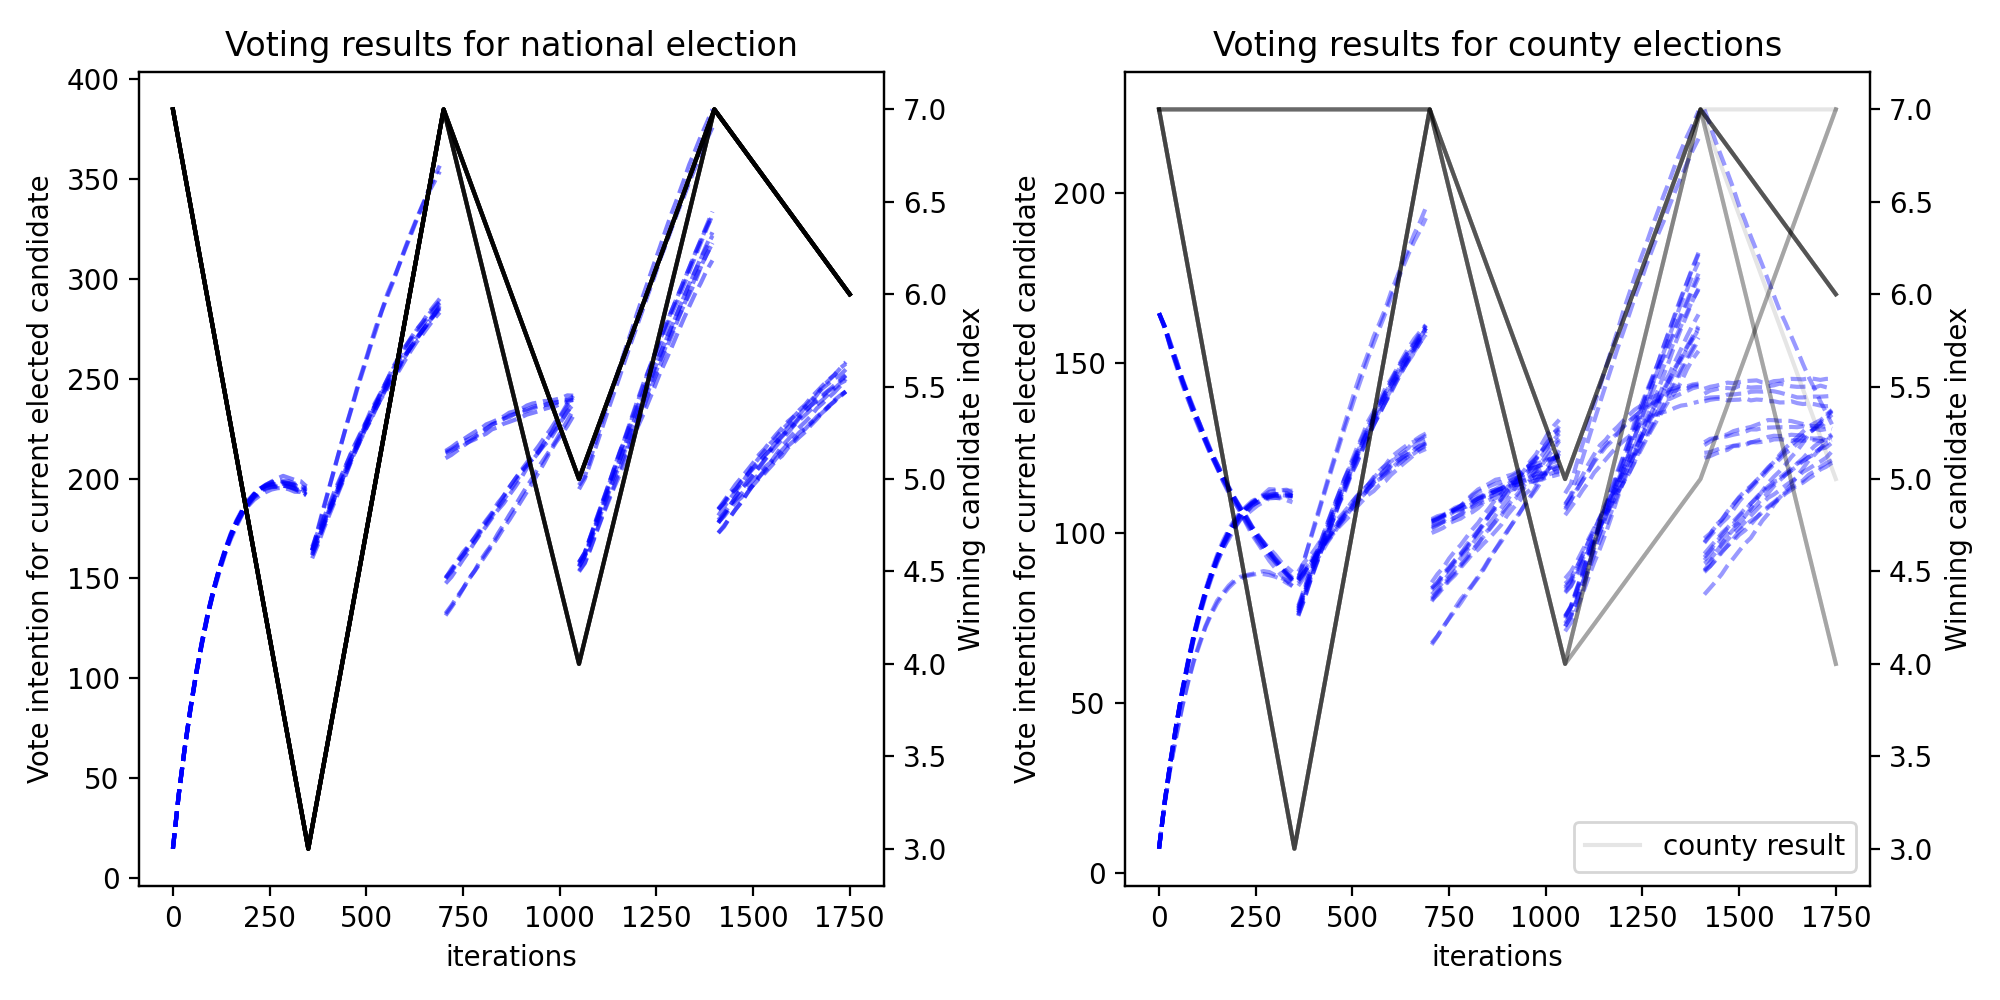 Voting results for national election
Vote intention for current elected candidate
400
350
300
250
200
150
100
50
0
0 250 500 750 1000 1250 1500 1750
iterations
7.0
6.5
6.0
5.5
5.0
4.5
4.0
3.5
3.0
Winning candidate index
Voting results for county elections
Vote intention for current elected candidate
200
150
100
50
0
0 250 500 750 1000 1250 1500 1750
iterations
7.0
6.5
6.0
5.5
5.0
4.5
4.0
3.5
3.0
Winning candidate index
county result